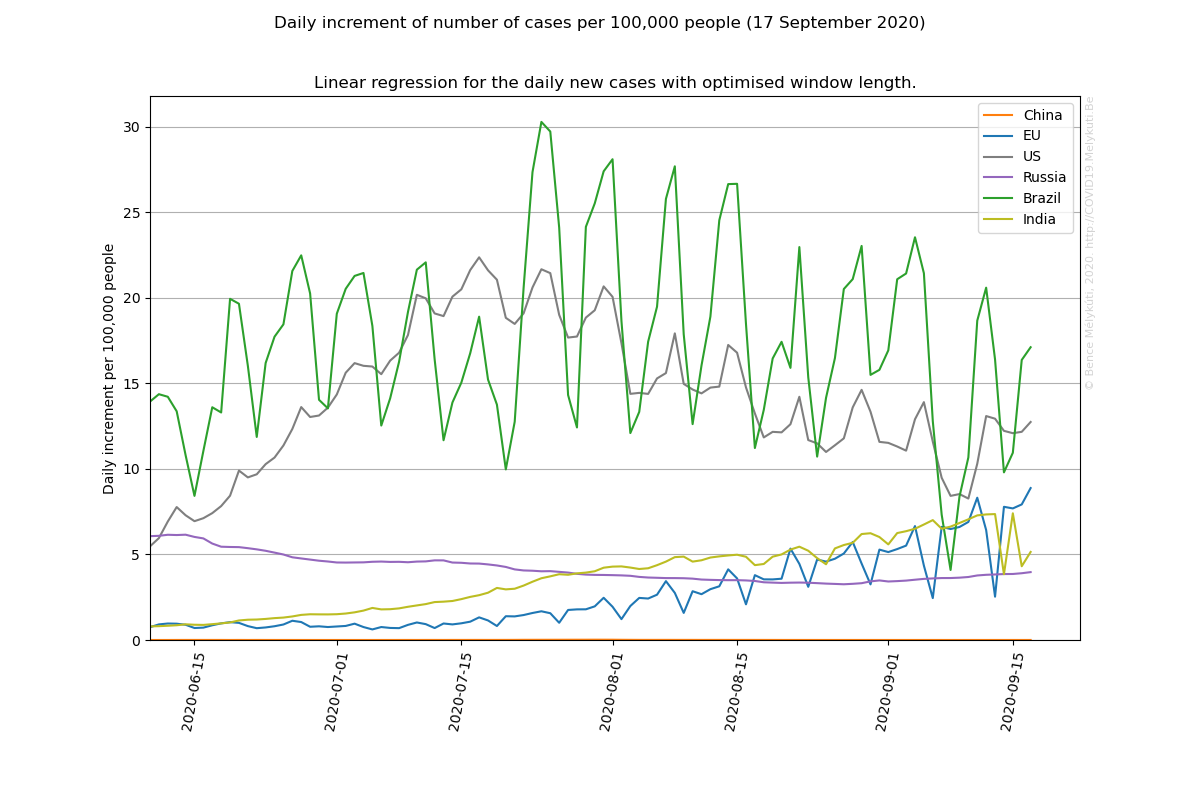 Daily increment of number of cases per 100,000 people (17 September 2020)
Linear regression for the daily new cases with optimised window length.
Daily increment per 100,000 people
30
25
20
15
10
5
0
China
EU
US
Russia
Brazil
India
2020-06-15
2020-07-01
2020-07-15
2020-08-01
2020-08-15
2020-09-01
2020-09-15
© Bence Mélykúti, 2020. http://COVID19.Melykuti.Be